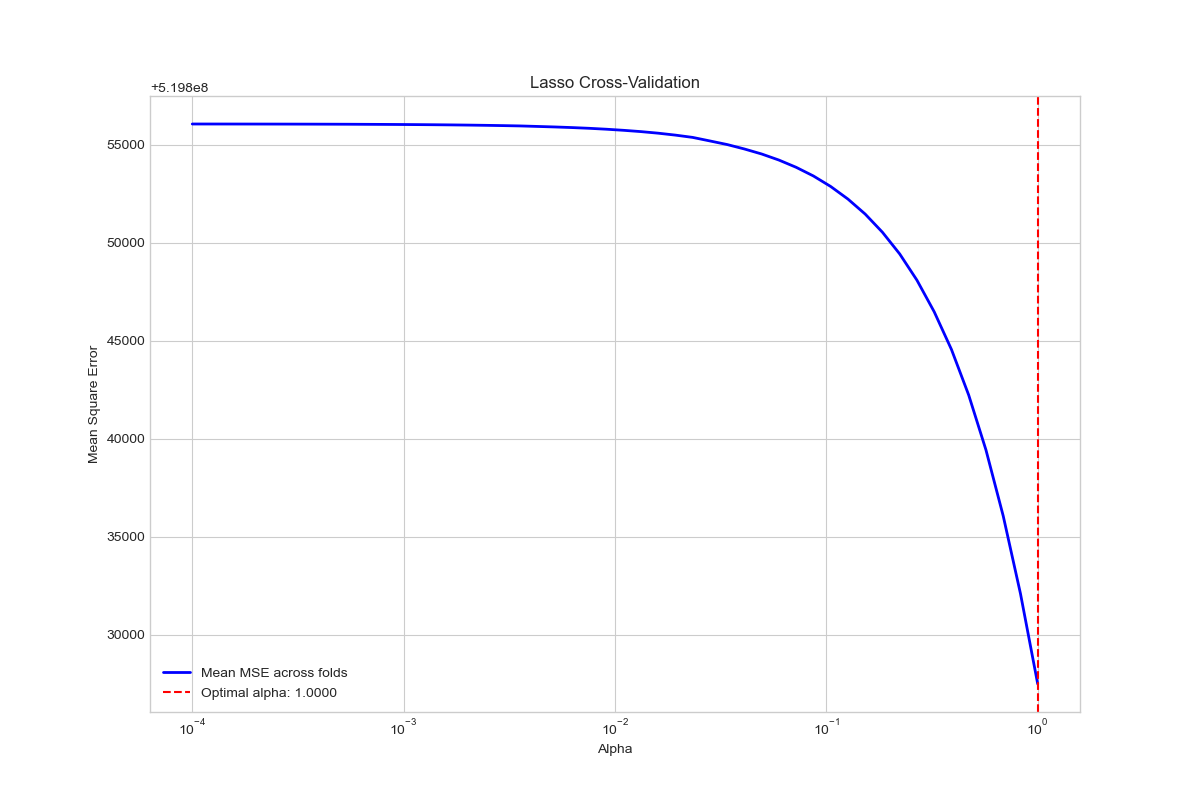 Lasso Cross-Validation
+5.198e8
55000
50000
45000
40000
35000
30000
Mean Square Error
Mean MSE across folds
Optimal alpha: 1.0000
10⁻⁴ 10⁻³ 10⁻² 10⁻¹ 10⁰
Alpha